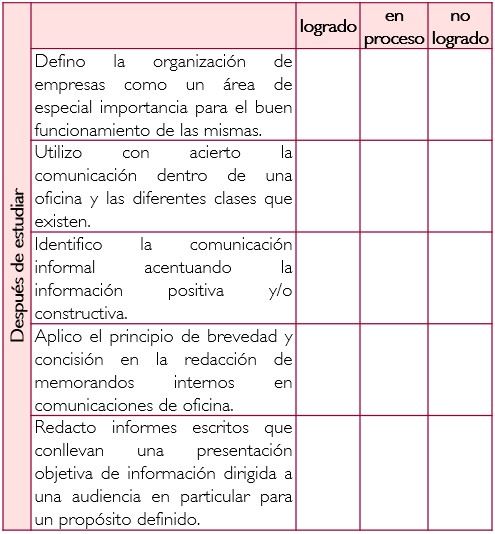 logrado
en
proceso
no
logrado
Después de estudiar
Defino la organización de
empresas como un área de
especial importancia para el buen
funcionamiento de las mismas.
Utilizo con acierto la
comunicación dentro de una
oficina y las diferentes clases que
existen.
Identifico la comunicación
informal acentuando la
información positiva y/o
constructiva.
Aplico el principio de brevedad y
concisión en la redacción de
memorandos internos en
comunicaciones de oficina.
Redacto informes escritos que
conllevan una presentación
objetiva de información dirigida a
una audiencia en particular para
un propósito definido.